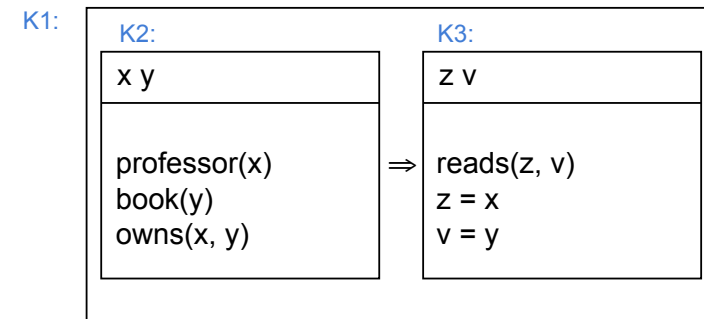 K1:
K2:
x y
professor(x)
book(y)
owns(x, y)
⇒
K3:
z v
reads(z, v)
z = x
v = y